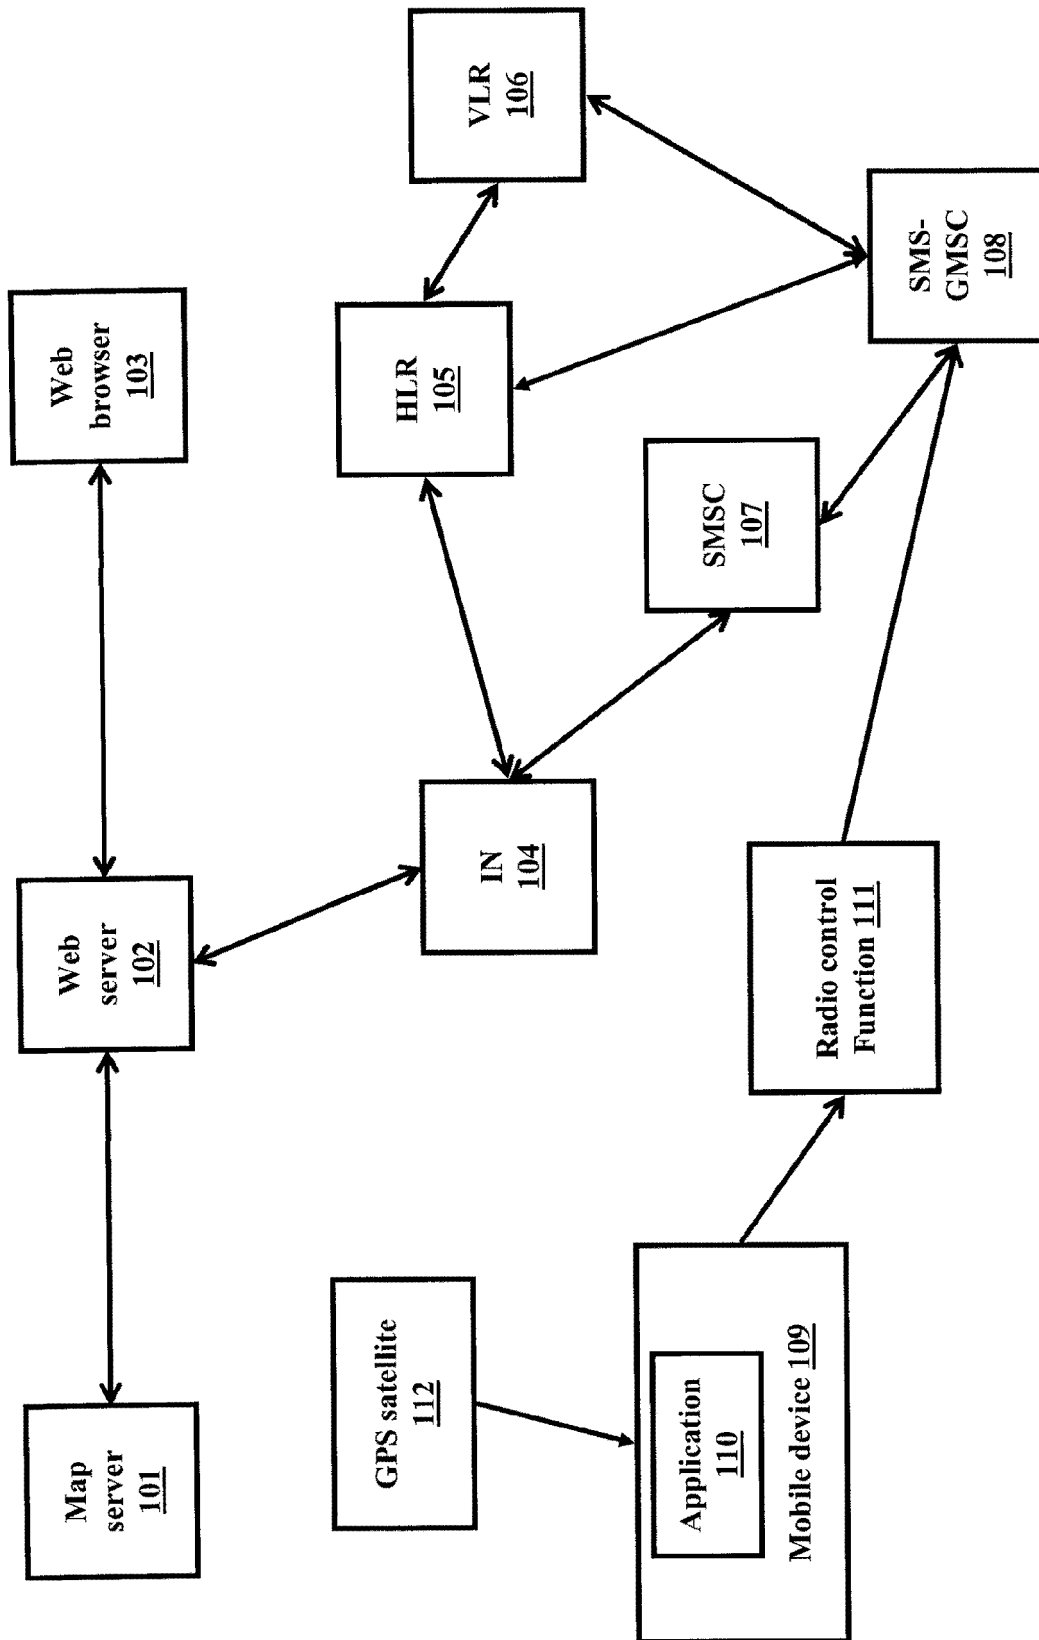 Map
server
101
Web
server
102
Web
browser
103
GPS satellite
112
IN
104
HLR
105
VLR
106
Application
110
Mobile device 109
Radio control
Function 111
SMSC
107
SMS-
GMSC
108